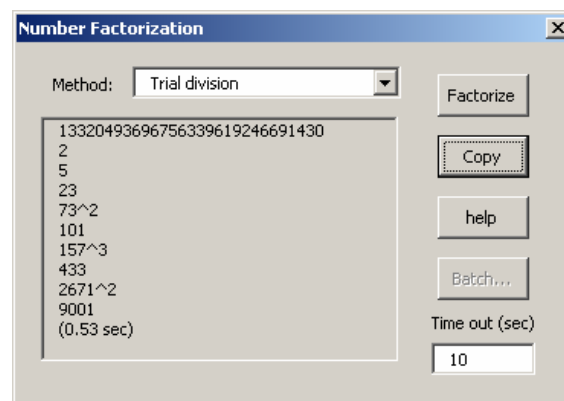 Number Factorization
Method: Trial division
Factorize
13320493696756339619246691430
2
5
23
73^2
101
157^3
433
2671^2
9001
(0.53 sec)
Copy
help
Batch...
Time out (sec)
10